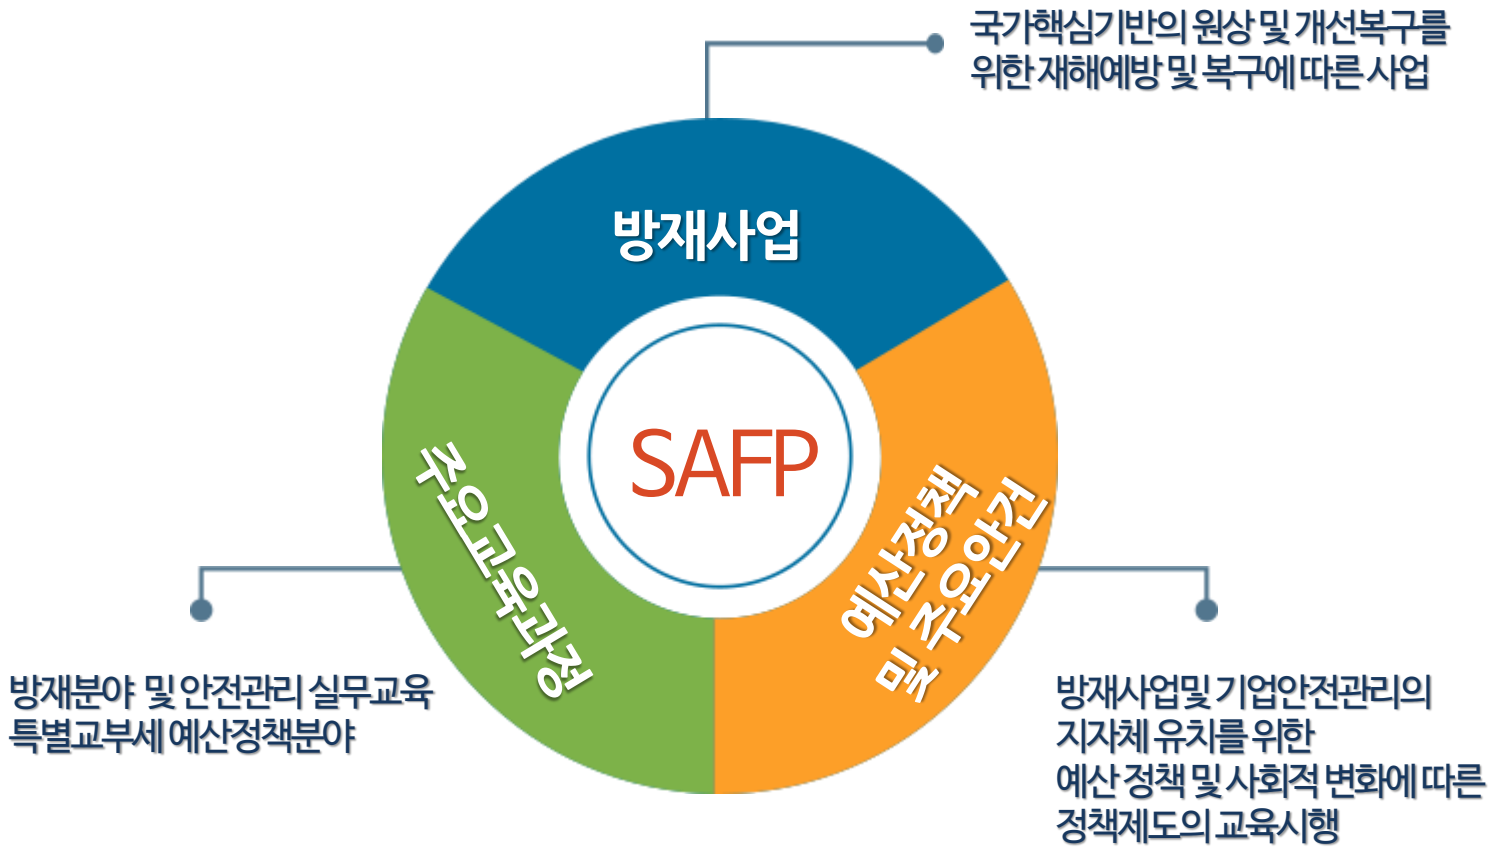 국가핵심기반의 원상 및 개선복구를
위한 재해예방 및 복구에 따른 사업
방재사업
SAFP
주요교육과정
예산정책
및 주요안건
방재분야 및 안전관리 실무교육
특별교부세 예산정책분야
방재사업및 기업안전관리의
지자체 유치를 위한
예산 정책 및 사회적 변화에 따른
정책제도의 교육시행